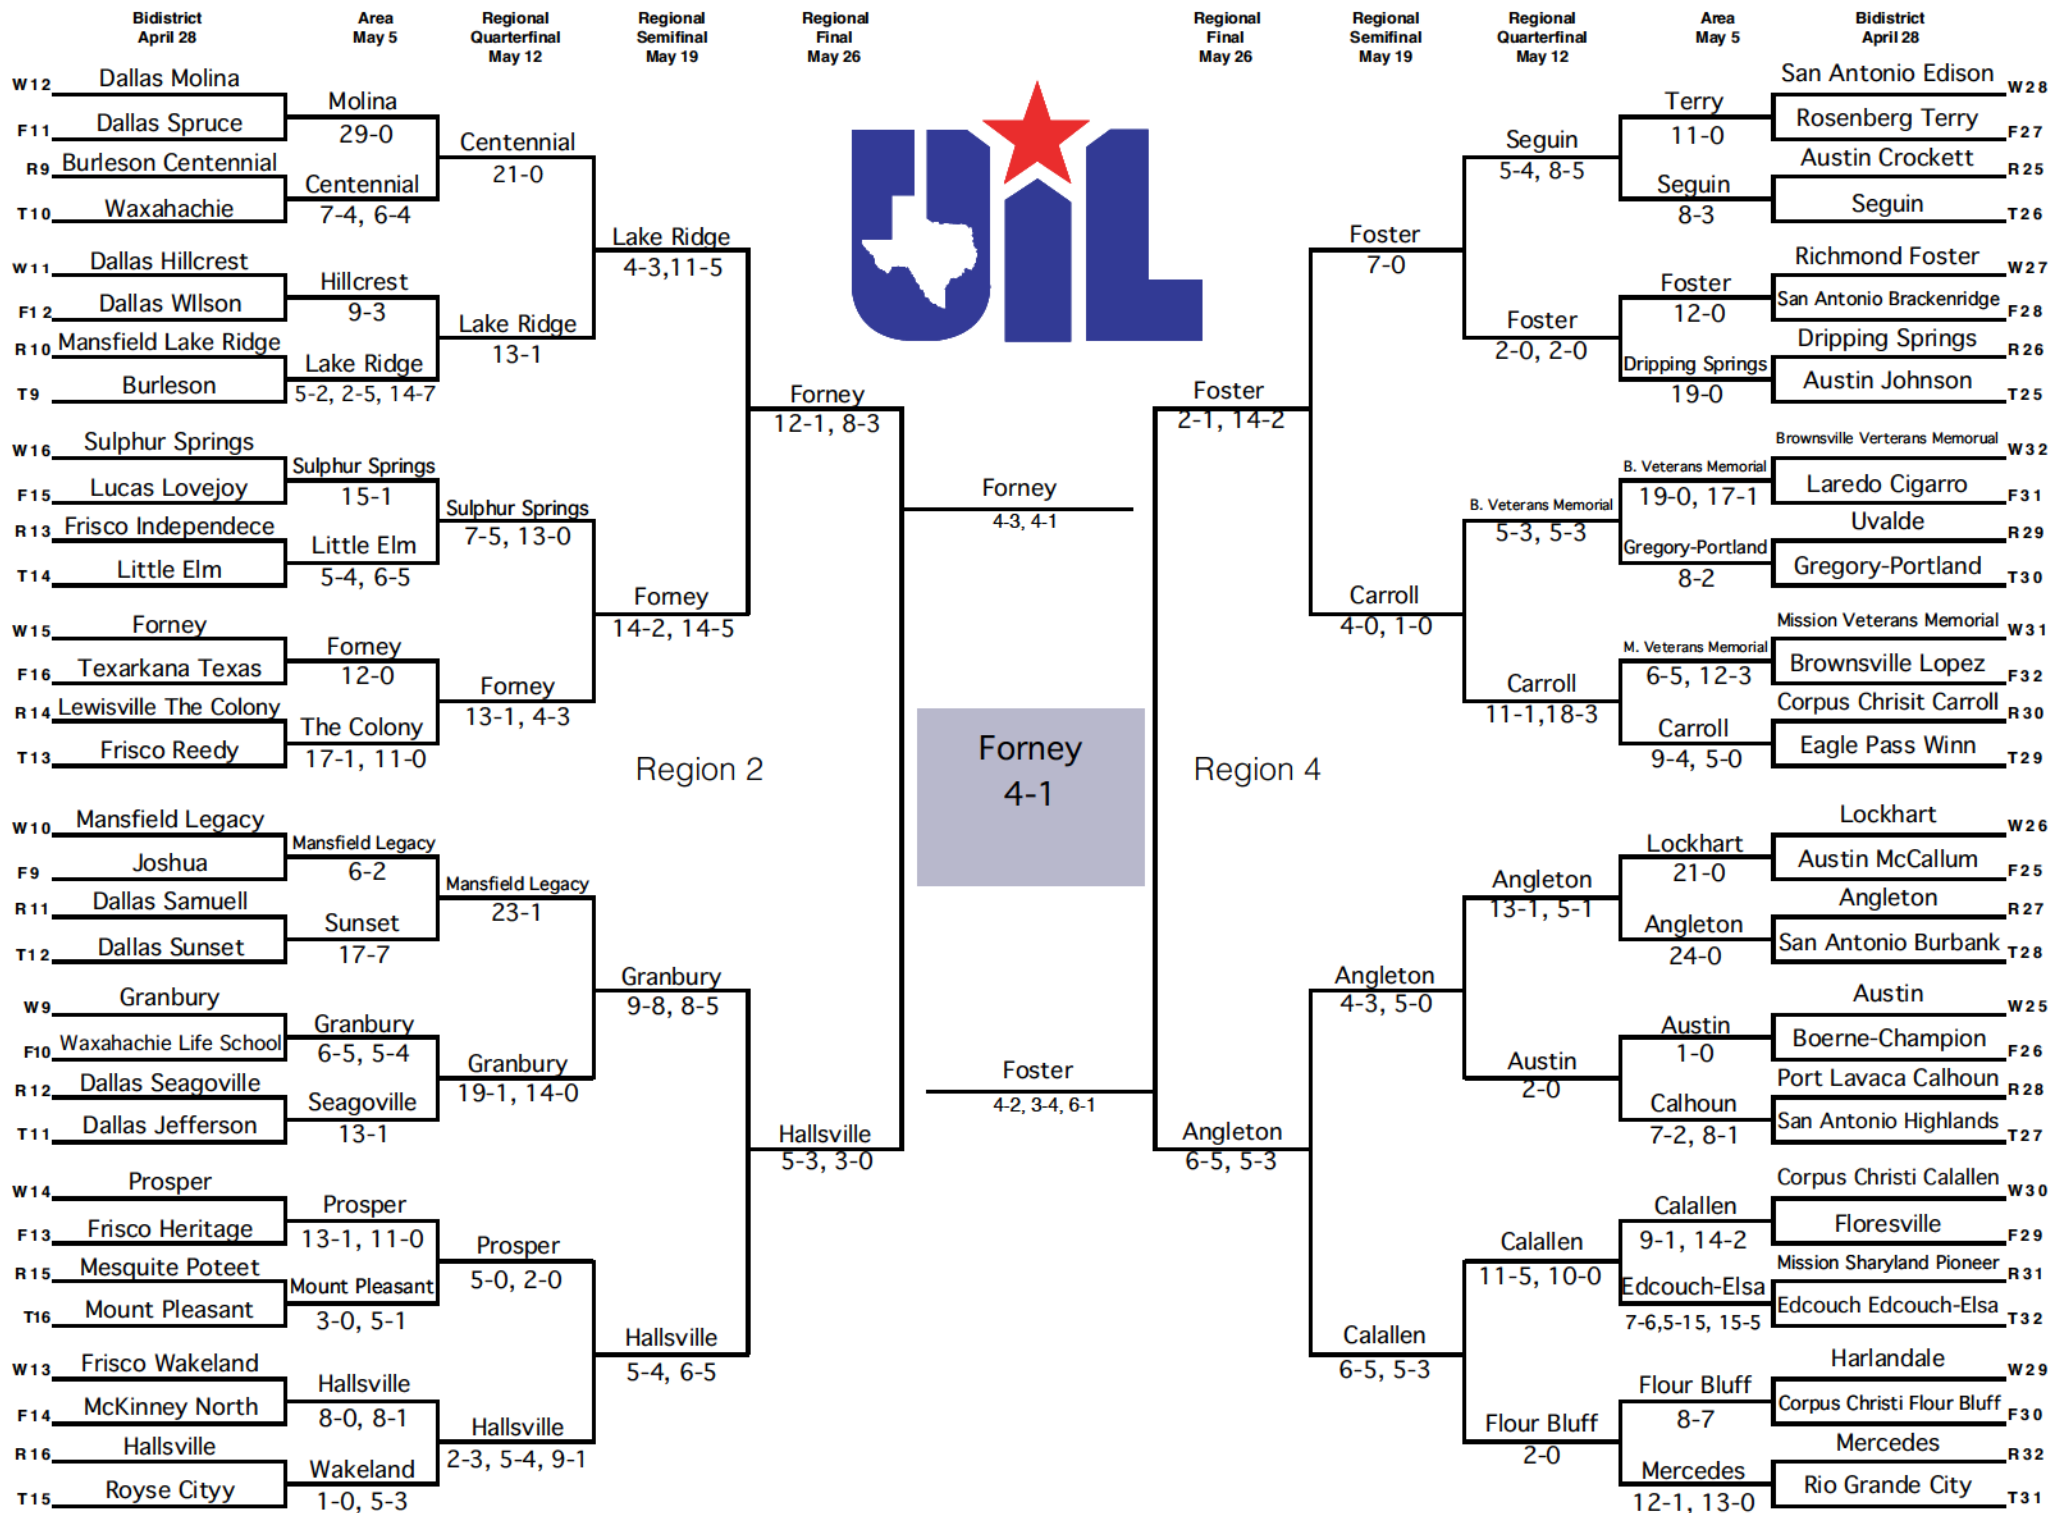 Bidistrict
April 28
Area
May 5
Regional
Quarterfinal
May 12
Regional
Semifinal
May 19
Regional
Final
May 26
Regional
Final
May 26
Regional
Semifinal
May 19
Regional
Quarterfinal
May 12
Area
May 5
Bidistrict
April 28
W12 Dallas Molina
F11 Dallas Spruce
R9 Burleson Centennial
T10 Waxahachie
W11 Dallas Hillcrest
F12 Dallas WIlson
R10 Mansfield Lake Ridge
T9 Burleson
W16 Sulphur Springs
F15 Lucas Lovejoy
R13 Frisco Independece
T14 Little Elm
W15 Forney
F16 Texarkana Texas
R14 Lewisville The Colony
T13 Frisco Reedy
W10 Mansfield Legacy
F9 Joshua
R11 Dallas Samuell
T12 Dallas Sunset
W9 Granbury
F10 Waxahachie Life School
R12 Dallas Seagoville
T11 Dallas Jefferson
W14 Prosper
F13 Frisco Heritage
R15 Mesquite Poteet
T16 Mount Pleasant
W13 Frisco Wakeland
F14 McKinney North
R16 Hallsville
T15 Royse Cityy
Molina
29-0
Centennial
7-4, 6-4
Hillcrest
9-3
Lake Ridge
5-2, 2-5, 14-7
Sulphur Springs
15-1
Little Elm
5-4, 6-5
Forney
12-0
The Colony
17-1, 11-0
Mansfield Legacy
6-2
Sunset
17-7
Granbury
6-5, 5-4
Seagoville
13-1
Prosper
13-1, 11-0
Mount Pleasant
3-0, 5-1
Hallsville
8-0, 8-1
Wakeland
1-0, 5-3
Centennial
21-0
Lake Ridge
13-1
Sulphur Springs
7-5, 13-0
Forney
13-1, 4-3
Mansfield Legacy
23-1
Granbury
19-1, 14-0
Prosper
5-0, 2-0
Hallsville
2-3, 5-4, 9-1
Lake Ridge
4-3,11-5
Forney
14-2, 14-5
Region 2
Granbury
9-8, 8-5
Hallsville
5-4, 6-5
Forney
12-1, 8-3
Hallsville
5-3, 3-0
UIL
Forney
4-3, 4-1
Forney
4-1
Foster
4-2, 3-4, 6-1
Foster
2-1, 14-2
Angleton
6-5, 5-3
Foster
7-0
Carroll
4-0, 1-0
Region 4
Angleton
4-3, 5-0
Calallen
6-5, 5-3
Seguin
5-4, 8-5
Foster
2-0, 2-0
B. Veterans Memorial
5-3, 5-3
Carroll
11-1,18-3
Angleton
13-1, 5-1
Austin
2-0
Calallen
11-5, 10-0
Flour Bluff
2-0
Terry
11-0
Seguin
8-3
Foster
12-0
Dripping Springs
19-0
B. Veterans Memorial
19-0, 17-1
Gregory-Portland
8-2
M. Veterans Memorial
6-5, 12-3
Carroll
9-4, 5-0
Lockhart
21-0
Angleton
24-0
Austin
1-0
Calhoun
7-2, 8-1
Calallen
9-1, 14-2
Edcouch-Elsa
7-6,5-15, 15-5
Flour Bluff
8-7
Mercedes
12-1, 13-0
San Antonio Edison W28
Rosenberg Terry F27
Austin Crockett R25
Seguin T26
Richmond Foster W27
San Antonio Brackenridge F28
Dripping Springs R26
Austin Johnson T25
Brownsville Verterans Memorual W32
Laredo Cigarro F31
Uvalde R29
Gregory-Portland T30
Mission Veterans Memorial W31
Brownsville Lopez F32
Corpus Chrisit Carroll R30
Eagle Pass Winn T29
Lockhart W26
Austin McCallum F25
Angleton R27
San Antonio Burbank T28
Austin W25
Boerne-Champion F26
Port Lavaca Calhoun R28
San Antonio Highlands T27
Corpus Christi Calallen W30
Floresville F29
Mission Sharyland Pioneer R31
Edcouch Edcouch-Elsa T32
Harlandale W29
Corpus Christi Flour Bluff F30
Mercedes R32
Rio Grande City T31